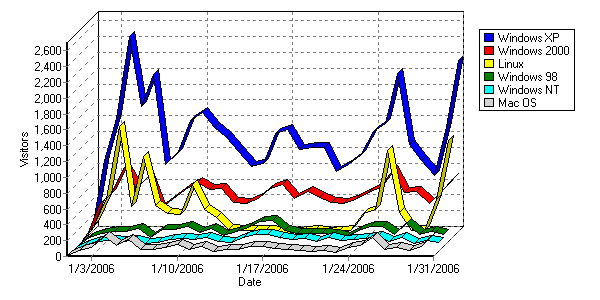 2,600
2,400
2,200
2,000
1,800
1,600
1,400
1,200
1,000
800
600
400
200
0
Visitors
1/3/2006 1/10/2006 1/17/2006 1/24/2006 1/31/2006
Date
Windows XP
Windows 2000
Linux
Windows 98
Windows NT
Mac OS